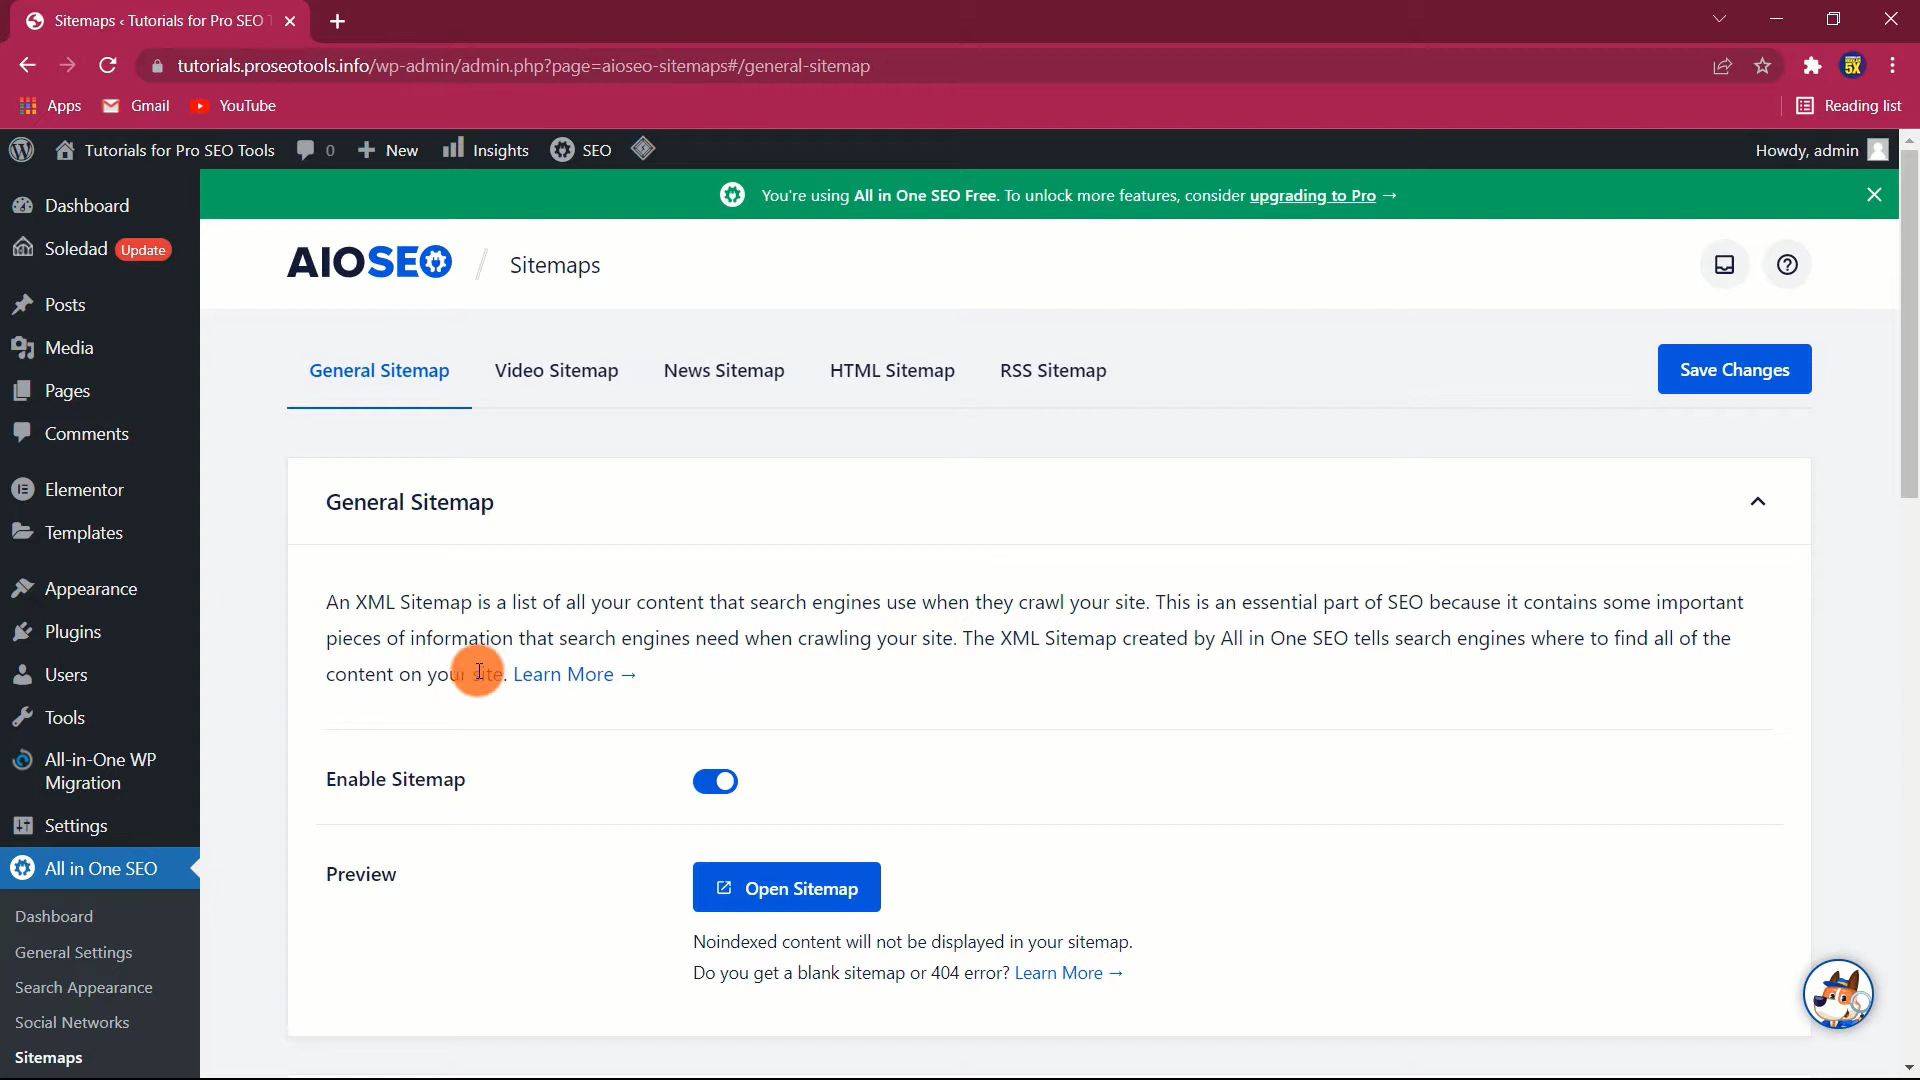 Sitemaps ‹ Tutorials for Pro SEO T
tutorials.proseotools.info/wp-admin/admin.php?page=aioseo-sitemaps#/general-sitemap
5X
Apps
Gmail
YouTube
Reading list
Tutorials for Pro SEO Tools
0
New
Insights
SEO
Howdy, admin
You're using All in One SEO Free. To unlock more features, consider upgrading to Pro →
Dashboard
Soledad Update
Posts
Media
Pages
Comments
Elementor
Templates
Appearance
Plugins
Users
Tools
All-in-One WP
Migration
Settings
All in One SEO
Dashboard
General Settings
Search Appearance
Social Networks
Sitemaps
AIOSEO / Sitemaps
General Sitemap
Video Sitemap
News Sitemap
HTML Sitemap
RSS Sitemap
Save Changes
General Sitemap
An XML Sitemap is a list of all your content that search engines use when they crawl your site. This is an essential part of SEO because it contains some important
pieces of information that search engines need when crawling your site. The XML Sitemap created by All in One SEO tells search engines where to find all of the
content on your site. Learn More →
Enable Sitemap
Preview
Open Sitemap
Noindexed content will not be displayed in your sitemap.
Do you get a blank sitemap or 404 error? Learn More →